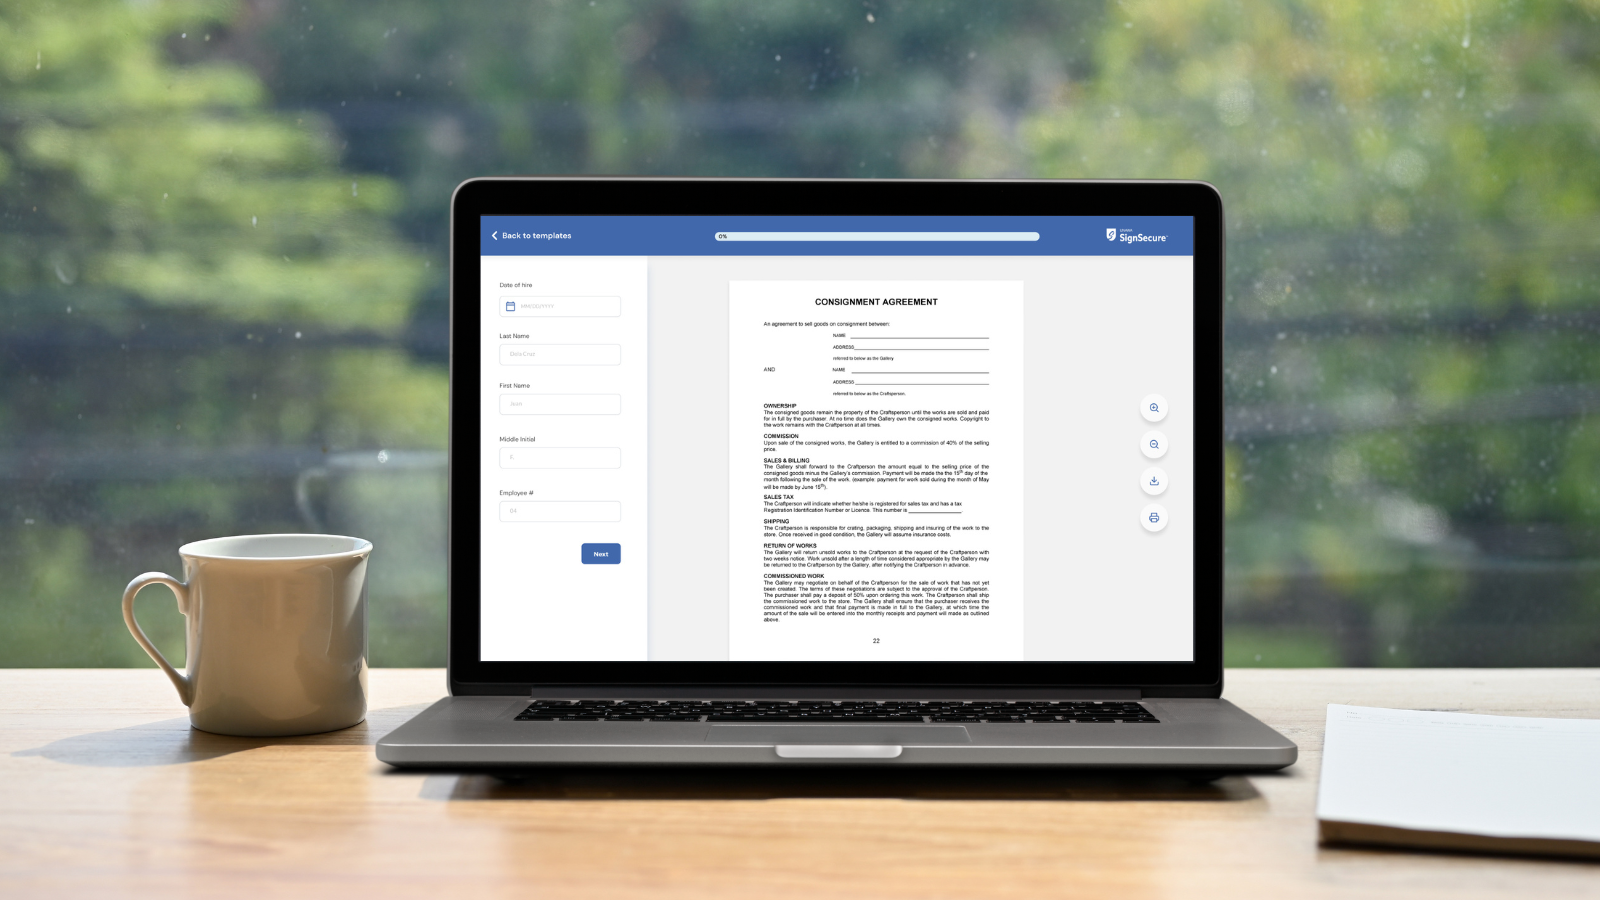 Back to templates
0%
SignSecure
Date of hire
MM/DD/YYYY
Last Name
Dela Cruz
First Name
Juan
Middle Initial
E.
Employee #
04
Next
CONSIGNMENT AGREEMENT
An agreement to sell goods on consignment between:
NAME
ADDRESS
referred to below as the Gallery
AND
NAME
ADDRESS
referred to below as the Craftsperson.
OWNERSHIP
The consigned goods remain the property of the Craftsperson until the works are sold and paid
for in full by the purchaser. At no time does the Gallery own the consigned works. Copyright to
the work remains with the Craftperson at all times.
COMMISSION
Upon sale of the consigned works, the Gallery is entitled to a commission of 40% of the selling
price.
SALES & BILLING
The Gallery shall forward to the Craftperson the amount equal to the selling price of the
consigned goods minus the Gallery's commission. Payment will be made the the 15th day of the
month following the sale of the work. (example: payment for work sold during the month of May
will be made by June 15th).
SALES TAX
The Craftperson will indicate whether he/she is registered for sales tax and has a tax
Registration Identification Number or Licence. This number is
SHIPPING
The Craftperson is responsible for crating, packaging, shipping and insuring of the work to the
store. Once received in good condition, the Gallery will assume insurance costs.
RETURN OF WORKS
The Gallery will return unsold works to the Craftperson at the request of the Craftperson with
two weeks notice. Work unsold after a length of time considered appropriate by the Gallery may
be returned to the Craftperson by the Gallery, after notifying the Craftperson in advance.
COMMISSIONED WORK
The Gallery may negotiate on behalf of the Craftperson for the sale of work that has not yet
been created. The terms of these negotiations are subject to the approval of the Craftperson.
The purchaser shall pay a deposit of 50% upon ordering this work. The Craftperson shall ship
the commissioned work to the store. The Gallery shall ensure that the purchaser receives the
commissioned work and that final payment is made in full to the Gallery, at which time the
amount of the sale will be entered into the monthly receipts and payment will made as outlined
above.
22